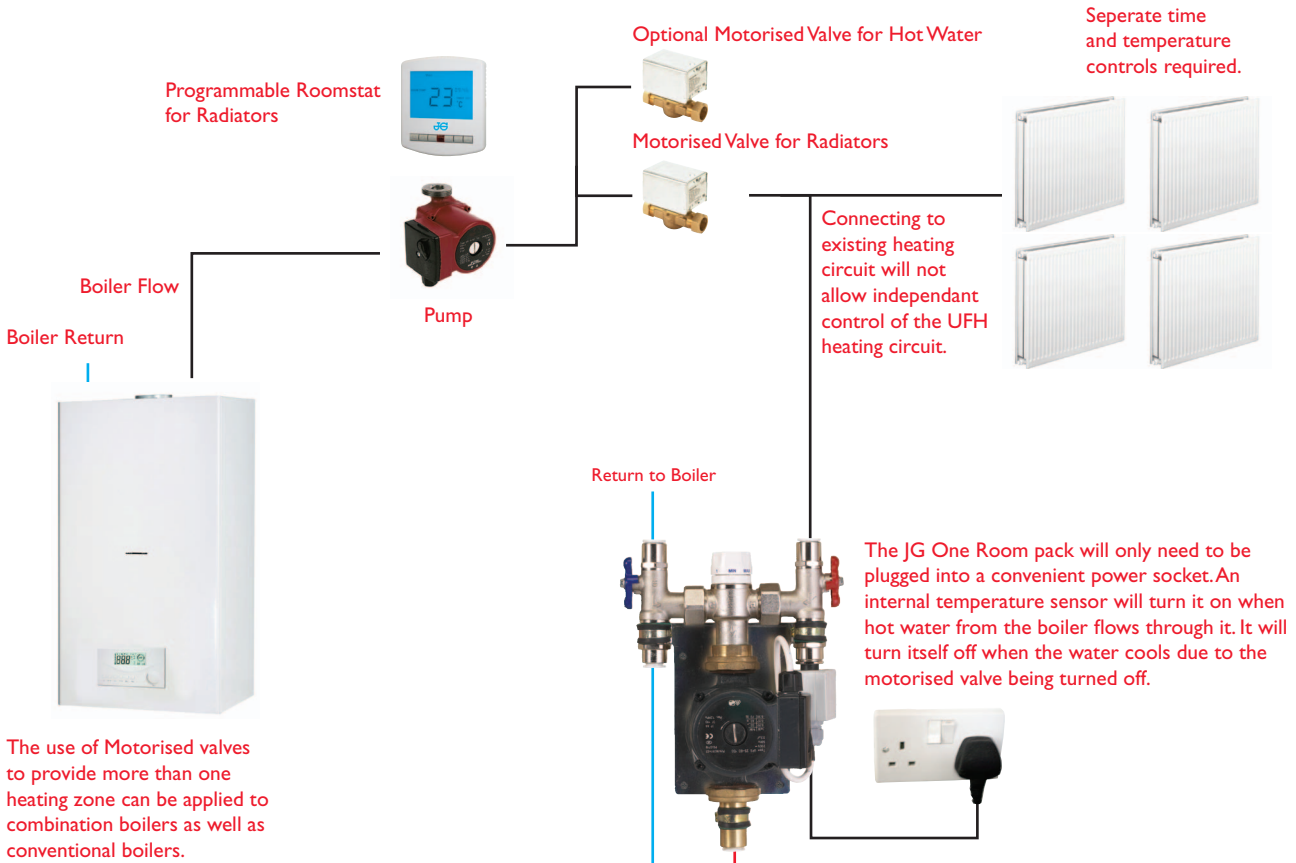 Optional Motorised Valve for Hot Water
Seperate time
and temperature
controls required.
Programmable Roomstat
for Radiators
23
JG
Motorised Valve for Radiators
Connecting to
existing heating
circuit will not
allow independant
control of the UFH
heating circuit.
Boiler Flow
Pump
Boiler Return
Return to Boiler
The JG One Room pack will only need to be
plugged into a convenient power socket. An
internal temperature sensor will turn it on when
hot water from the boiler flows through it. It will
turn itself off when the water cools due to the
motorised valve being turned off.
The use of Motorised valves
to provide more than one
heating zone can be applied to
combination boilers as well as
conventional boilers.